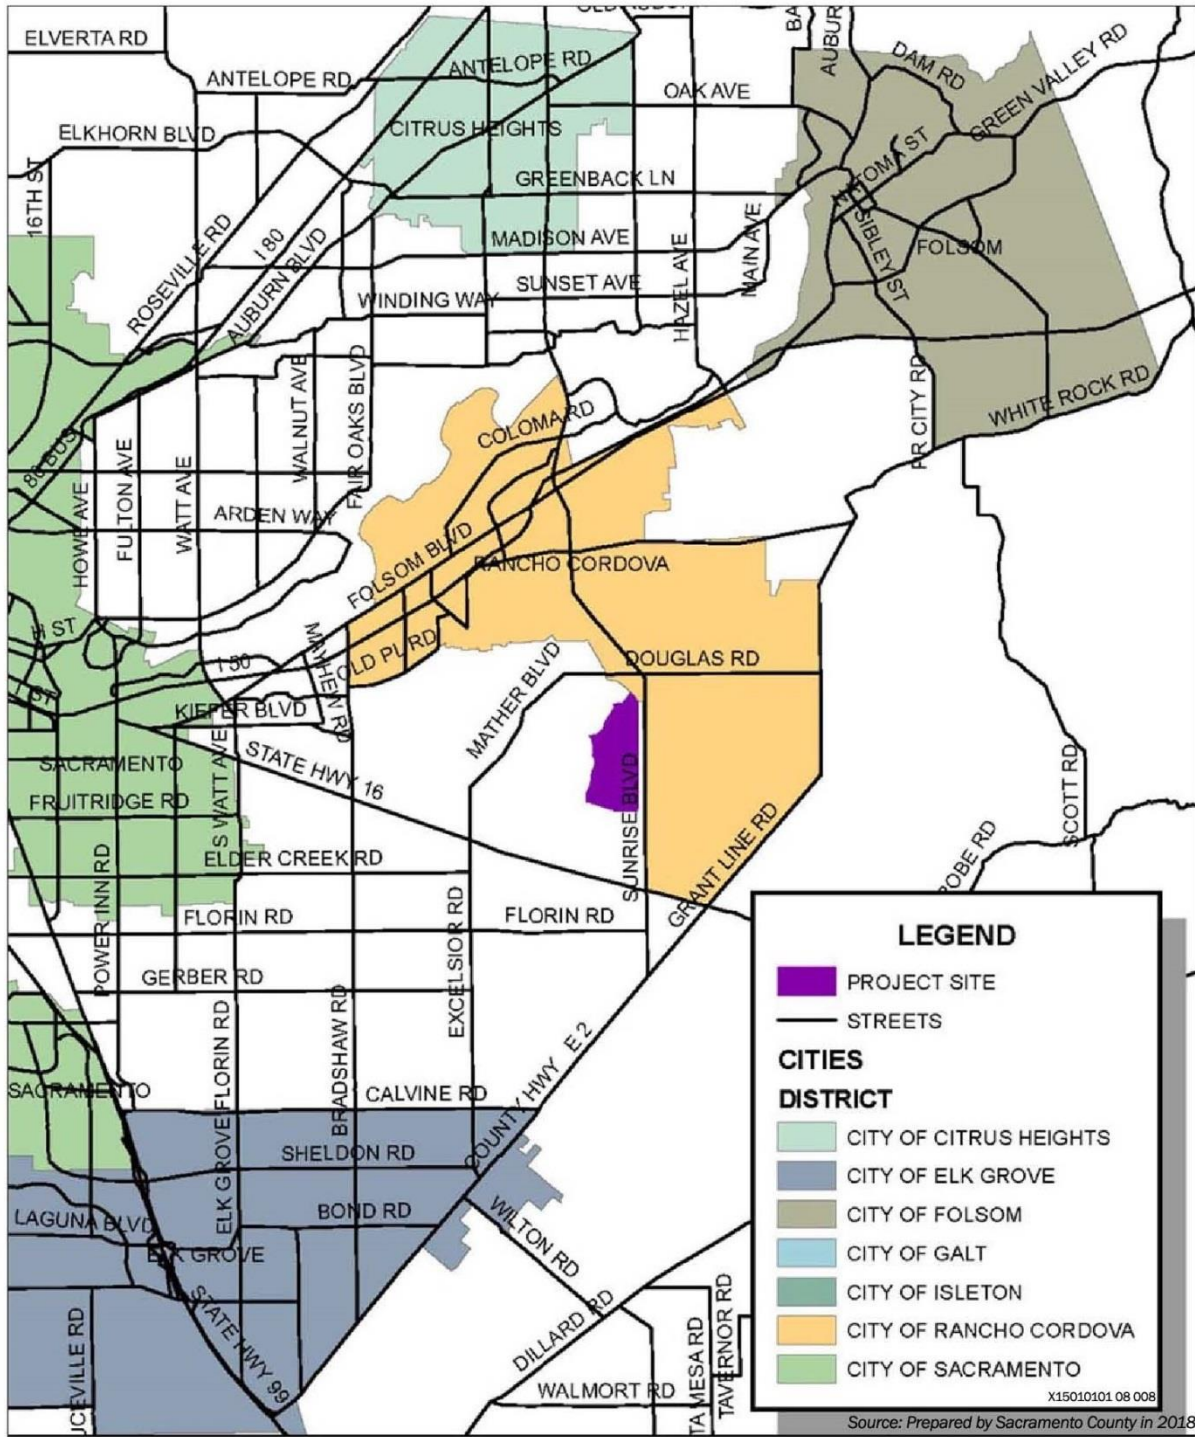 ELVERTA RD
ANTELOPE RD
ANTELOPE RD
OAK AVE
DAM RD
GREEN VALLEY RD
ELKHORN BLVD
CITRUS HEIGHTS
16TH ST
GREENBACK LN
ROSEVILLE RD
I 80
AUBURN BLVD
MADISON AVE
MAIN AVE
SIBLEY ST
FOLSOM
WINDING WAY
SUNSET AVE
HAZEL AVE
WALNUT AVE
FAIR OAKS BLVD
COLOMA RD
PR CITY RD
WHITE ROCK RD
80 BUS
HOWE AVE
FULTON AVE
WATT AVE
ARDEN WAY
FOLSOM BLVD
RANCHO CORDOVA
H ST
I 50
MAYHEW RD
OLD PL RD
MATHER BLVD
DOUGLAS RD
KIEFER BLVD
SACRAMENTO
STATE HWY 16
FRUITRIDGE RD
S WATT AVE
SUNRISE BLVD
SCOTT RD
ELDER CREEK RD
GRANT LINE RD
POWER INN RD
FLORIN RD
FLORIN RD
EXCELSIOR RD
GERBER RD
SACRAMENTO
ELK GROVE FLORIN RD
BRADSHAW RD
CALVINE RD
COUNTY HWY E 2
SHELDON RD
LAGUNA BLVD
BOND RD
WILTON RD
ELK GROVE
STATE HWY 99
DILLARD RD
TAVERNOR RD
WALMORT RD
LEGEND
PROJECT SITE
STREETS
CITIES
DISTRICT
CITY OF CITRUS HEIGHTS
CITY OF ELK GROVE
CITY OF FOLSOM
CITY OF GALT
CITY OF ISLETON
CITY OF RANCHO CORDOVA
CITY OF SACRAMENTO
X15010101 08 008
Source: Prepared by Sacramento County in 2018